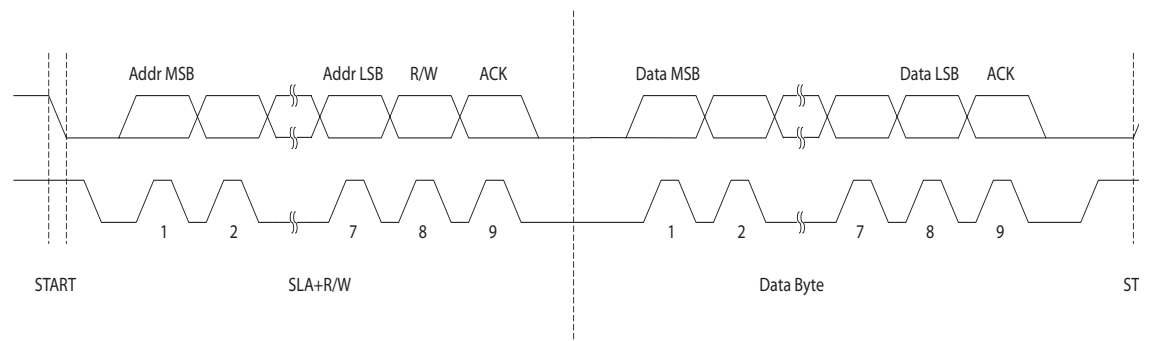 Addr MSB Addr LSB R/W ACK Data MSB Data LSB ACK
1 2 7 8 9 1 2 7 8 9
START SLA+R/W Data Byte ST